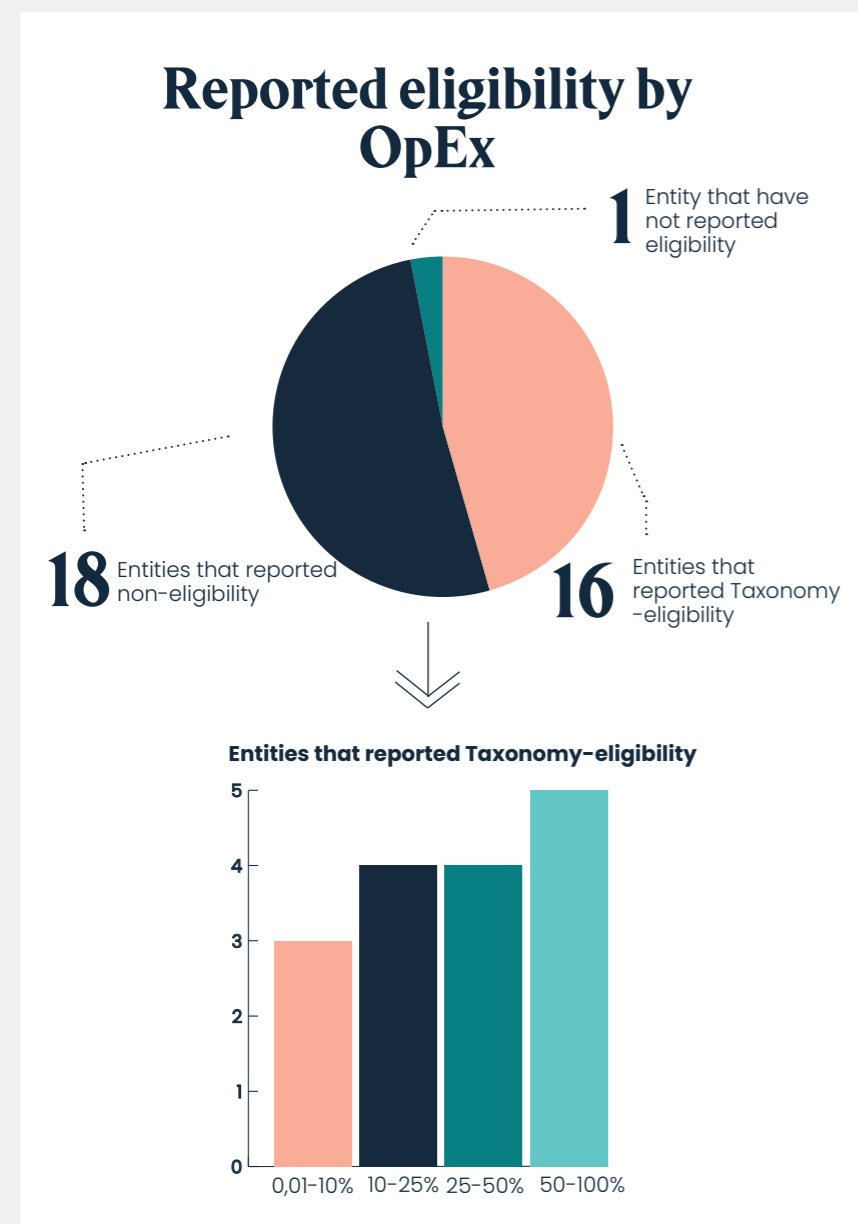 Reported eligibility by
OpEx
1
Entity that have
not reported
eligibility
18
Entities that reported
non-eligibility
16
Entities that
reported Taxonomy
-eligibility
Entities that reported Taxonomy-eligibility
5
4
3
2
1
0
0,01-10% 10-25% 25-50% 50-100%